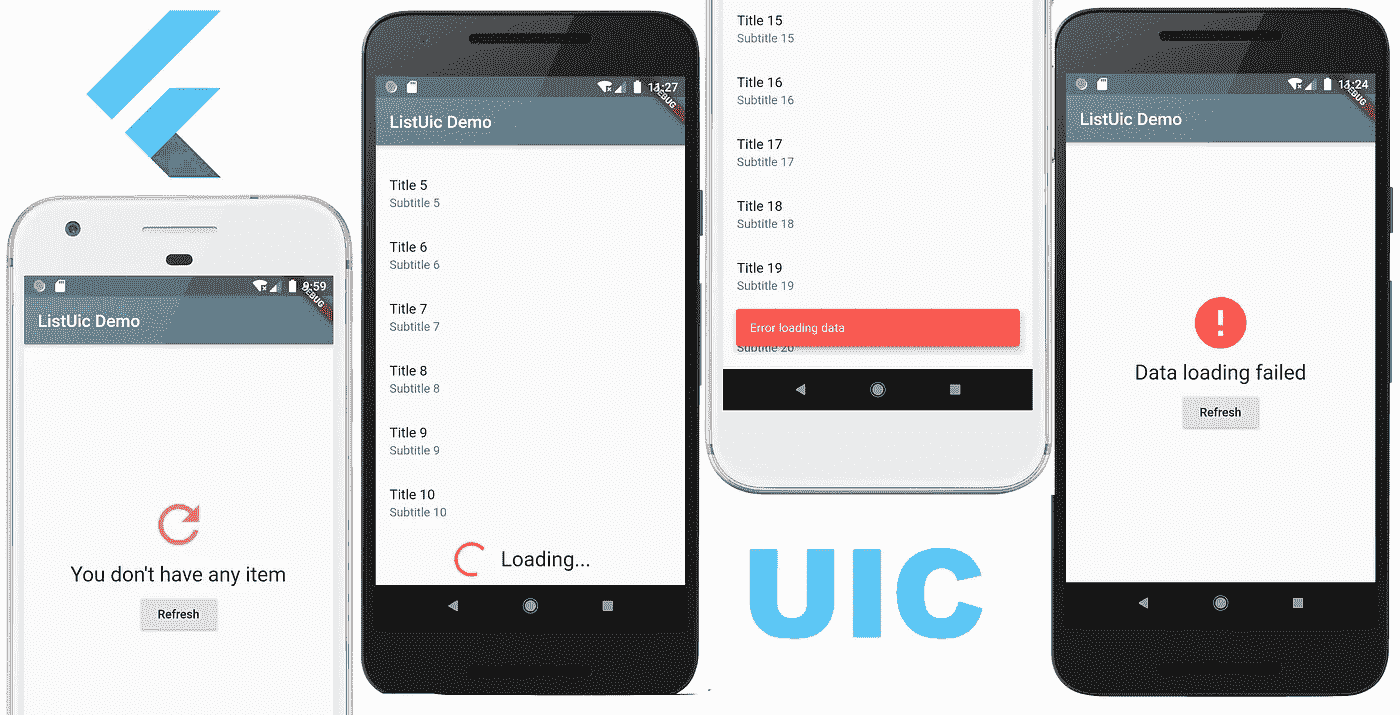 9:59
DEBUG
ListUic Demo
You don't have any item
Refresh
11:27
DEBUG
ListUic Demo
Title 5
Subtitle 5
Title 6
Subtitle 6
Title 7
Subtitle 7
Title 8
Subtitle 8
Title 9
Subtitle 9
Title 10
Subtitle 10
Loading...
Title 15
Subtitle 15
Title 16
Subtitle 16
Title 17
Subtitle 17
Title 18
Subtitle 18
Title 19
Subtitle 19
Error loading data
Subtitle 20
UIC
11:24
DEBUG
ListUic Demo
Data loading failed
Refresh